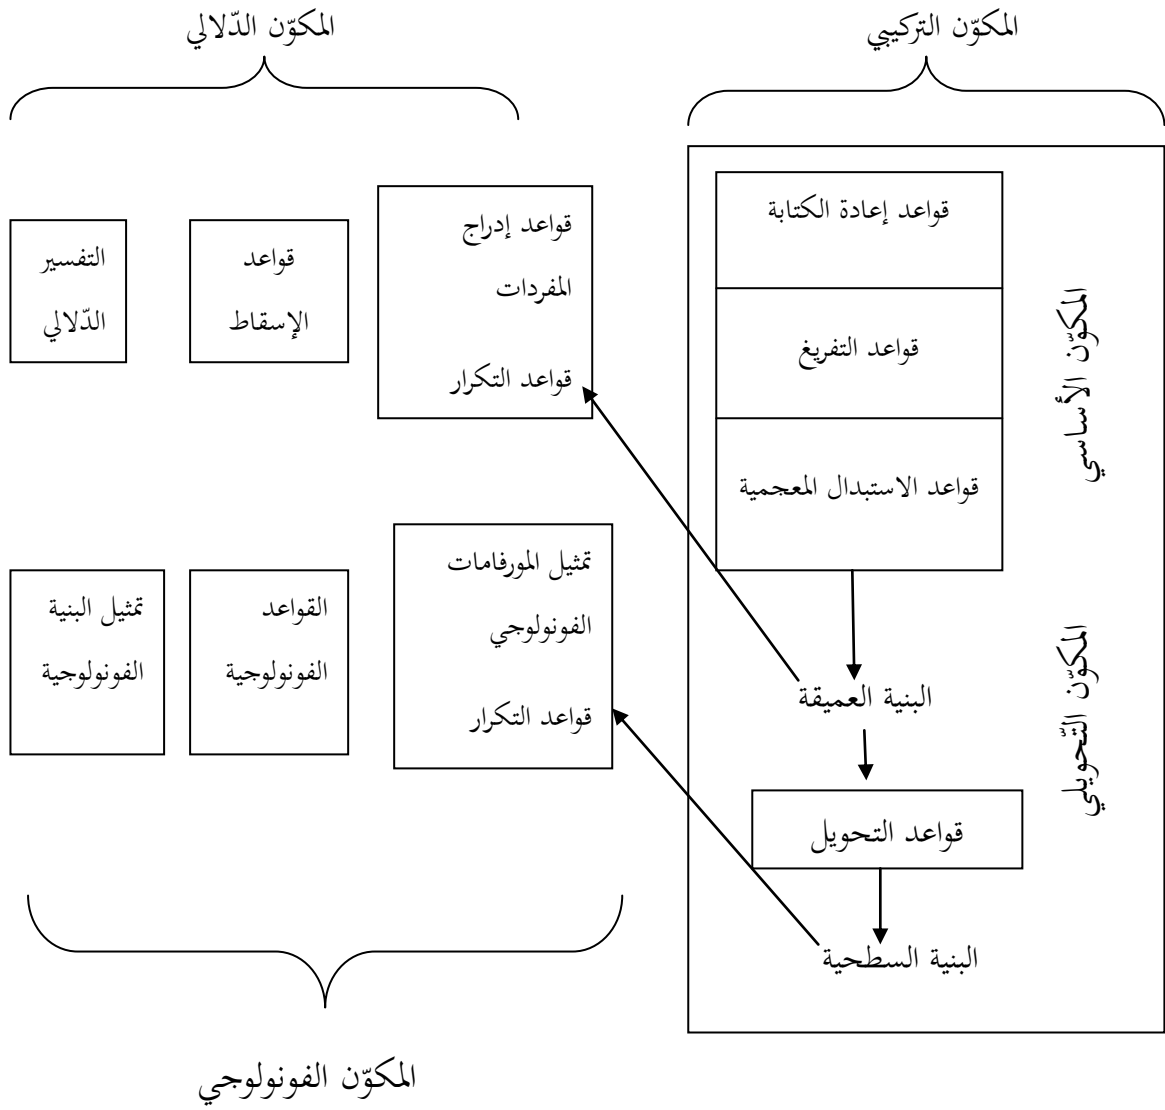 المكوّن التركيبي
المكوّن الدّلالي
قواعد إعادة الكتابة
قواعد التفريغ
قواعد الاستبدال المعجمية
المكوّن الأساسي
البنية العميقة
قواعد التحويل
البنية السطحية
المكوّن التّحويلي
قواعد إدراج
المفردات
قواعد التكرار
قواعد
الإسقاط
التفسير
الدّلالي
تمثيل المورفامات
الفونولوجي
قواعد التكرار
القواعد
الفونولوجية
تمثيل البنية
الفونولوجية
المكوّن الفونولوجي